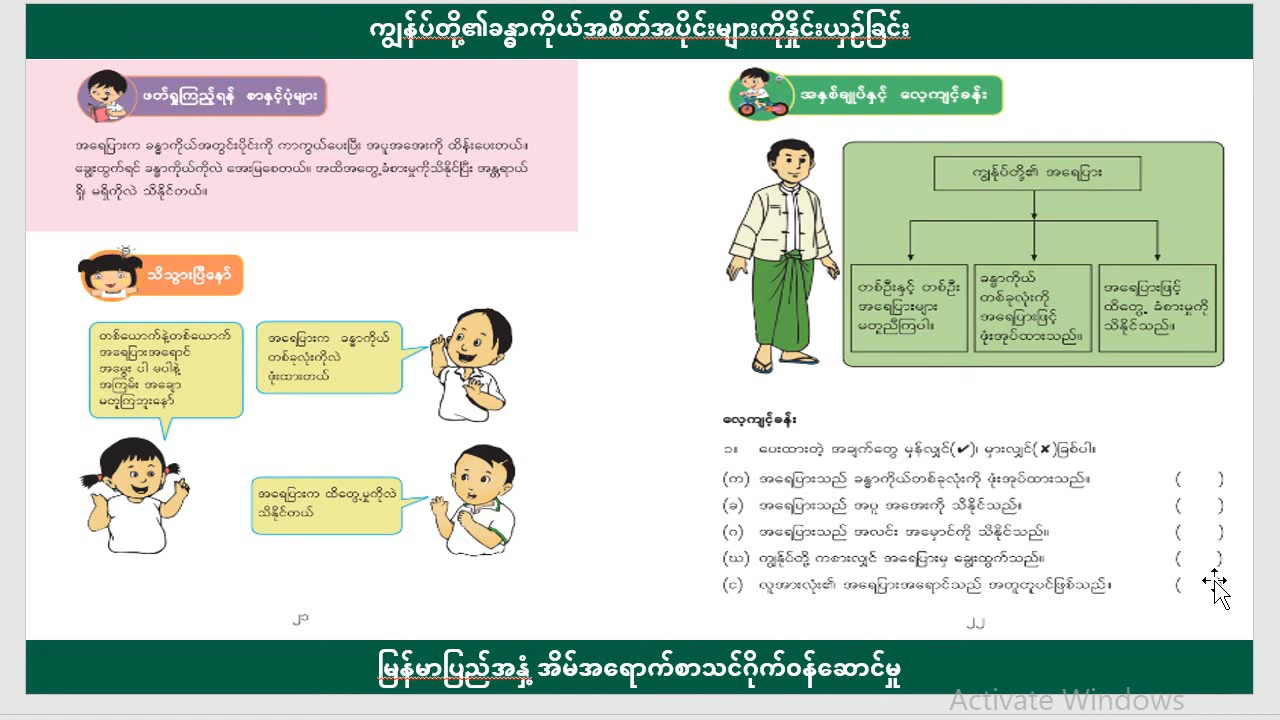 ကျွန်ုပ်တို့၏ခန္ဓာကိုယ်အစိတ်အပိုင်းများကိုနှိုင်းယှဉ်ခြင်း
ဖတ်ရှုကြည့်ရန် စာနှင့်ပုံများ
အရေပြားက ခန္ဓာကိုယ်အတွင်းပိုင်းကို ကာကွယ်ပေးပြီး အပူအအေးကို ထိန်းပေးတယ်။
ချွေးထွက်ရင် ခန္ဓာကိုယ်ကိုလဲ အေးမြစေတယ်။ အထိအတွေ့ခံစားမှုကိုသိနိုင်ပြီး အန္တရာယ်
ရှိ၊ မရှိကိုလဲ သိနိုင်တယ်။
သိသွားပြီနော်
တစ်ယောက်နဲ့တစ်ယောက်
အရေပြားအရောင်
အမွှေး ပါ မပါနဲ့
အကြမ်း အချော
မတူကြဘူးနော်
အရေပြားက ခန္ဓာကိုယ်
တစ်ခုလုံးကိုလဲ
ဖုံးထားတယ်
အရေပြားက ထိတွေ့မှုကိုလဲ
သိနိုင်တယ်
၂၁
အနှစ်ချုပ်နှင့် လေ့ကျင့်ခန်း
ကျွန်ုပ်တို့၏ အရေပြား
တစ်ဦးနှင့် တစ်ဦး
အရေပြားများ
မတူညီကြပါ။
ခန္ဓာကိုယ်
တစ်ခုလုံးကို
အရေပြားဖြင့်
ဖုံးအုပ်ထားသည်။
အရေပြားဖြင့်
ထိတွေ့ ခံစားမှုကို
သိနိုင်သည်။
လေ့ကျင့်ခန်း
၁။ ပေးထားတဲ့ အချက်တွေ မှန်လျှင်(✔)၊ မှားလျှင်(✘)ခြစ်ပါ။
(က) အရေပြားသည် ခန္ဓာကိုယ်တစ်ခုလုံးကို ဖုံးအုပ်ထားသည်။ ( )
(ခ) အရေပြားသည် အပူ အအေးကို သိနိုင်သည်။ ( )
(ဂ) အရေပြားသည် အလင်း အမှောင်ကို သိနိုင်သည်။ ( )
(ဃ) ကျွန်ုပ်တို့ ကစားလျှင် အရေပြားမှ ချွေးထွက်သည်။ ( )
(င) လူအားလုံး၏ အရေပြားအရောင်သည် အတူတူပင်ဖြစ်သည်။ (
၂၂
မြန်မာပြည်အနှံ့ အိမ်အရောက်စာသင်ဂိုက်ဝန်ဆောင်မှု
Activate Windows